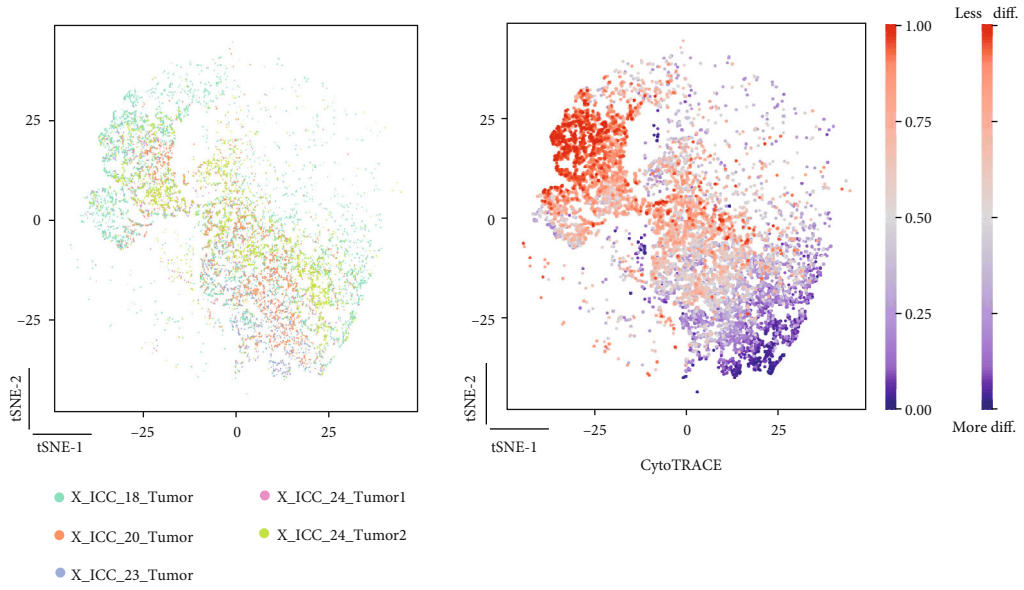 25
0
−25
tSNE-2
−25
0
25
tSNE-1
X_ICC_18_Tumor
X_ICC_20_Tumor
X_ICC_23_Tumor
X_ICC_24_Tumor1
X_ICC_24_Tumor2
25
0
−25
tSNE-2
−25
0
25
tSNE-1
CytoTRACE
1.00
0.75
0.50
0.25
0.00
Less diff.
More diff.